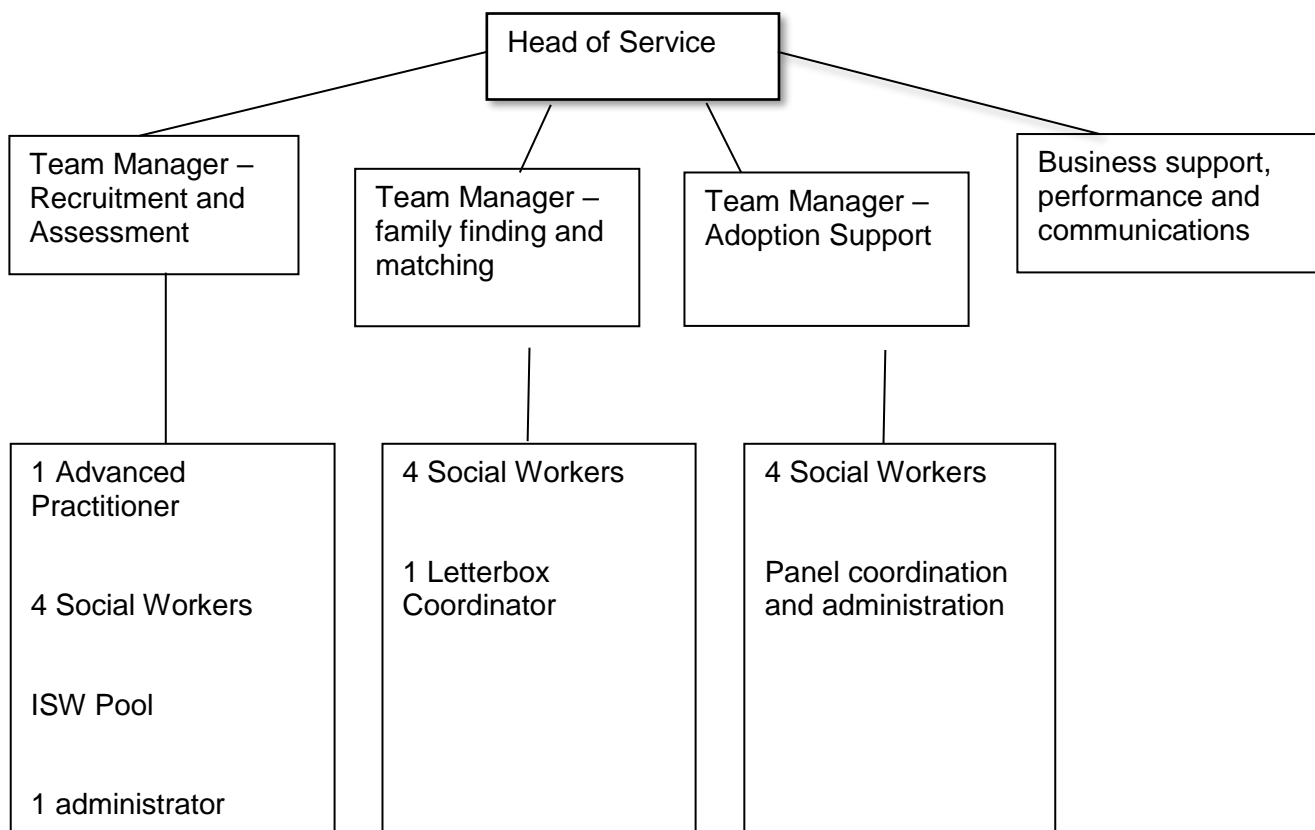 Head of Service
Team Manager –
Recruitment and
Assessment
Team Manager –
family finding and
matching
Team Manager –
Adoption Support
Business support,
performance and
communications
1 Advanced
Practitioner
4 Social Workers
ISW Pool
1 administrator
4 Social Workers
1 Letterbox
Coordinator
4 Social Workers
Panel coordination
and administration